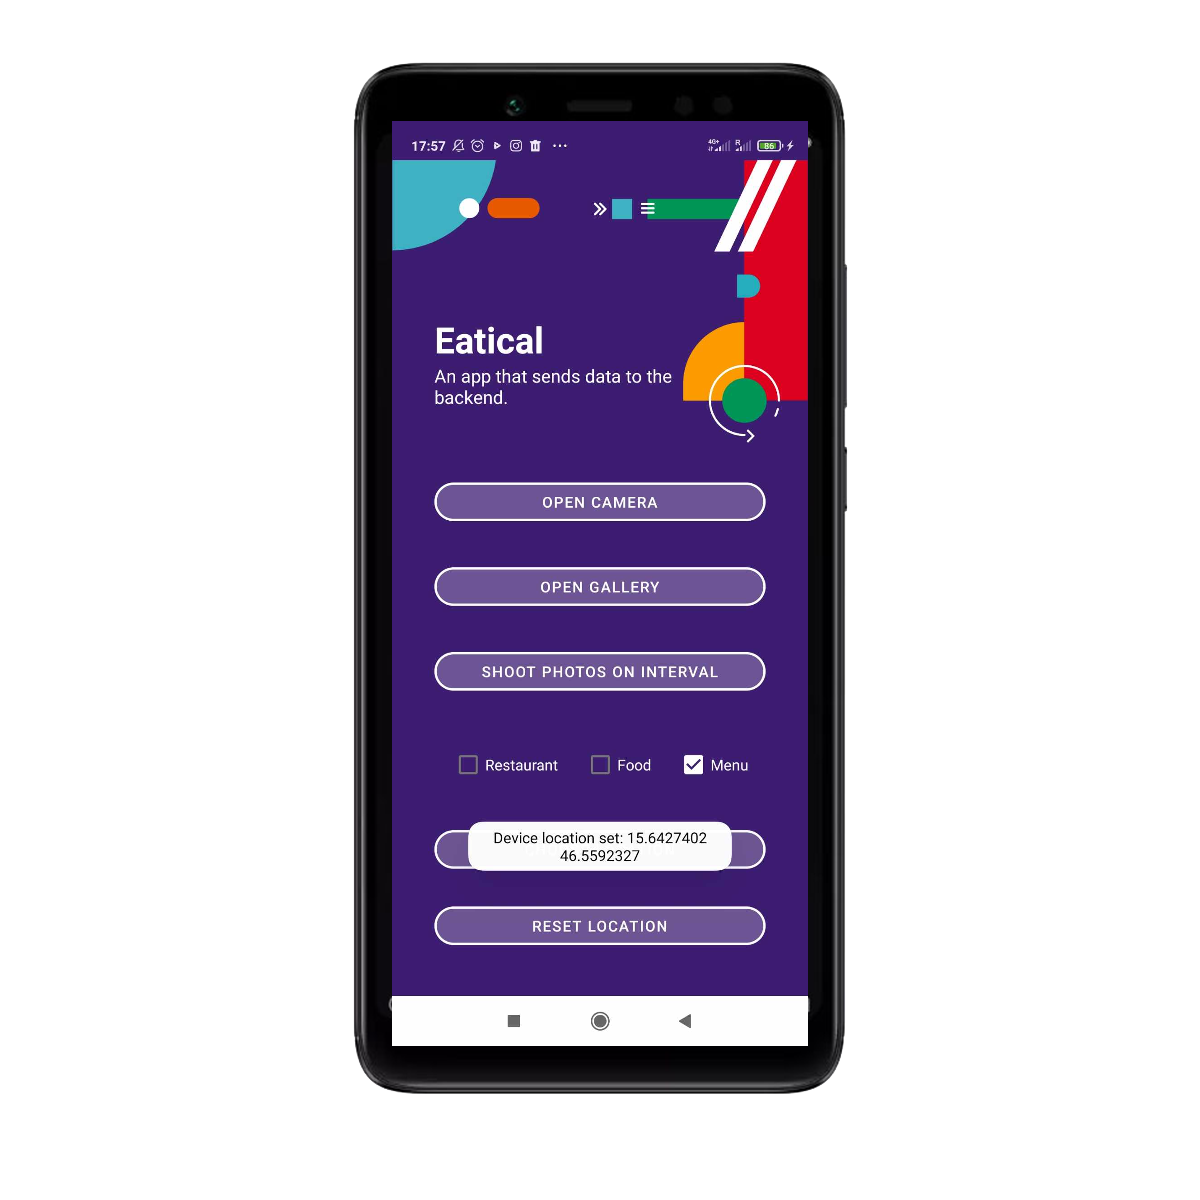 17:57
4G+
R
86
Eatical
An app that sends data to the
backend.
OPEN CAMERA
OPEN GALLERY
SHOOT PHOTOS ON INTERVAL
Restaurant Food Menu
Device location set: 15.6427402
46.5592327
RESET LOCATION